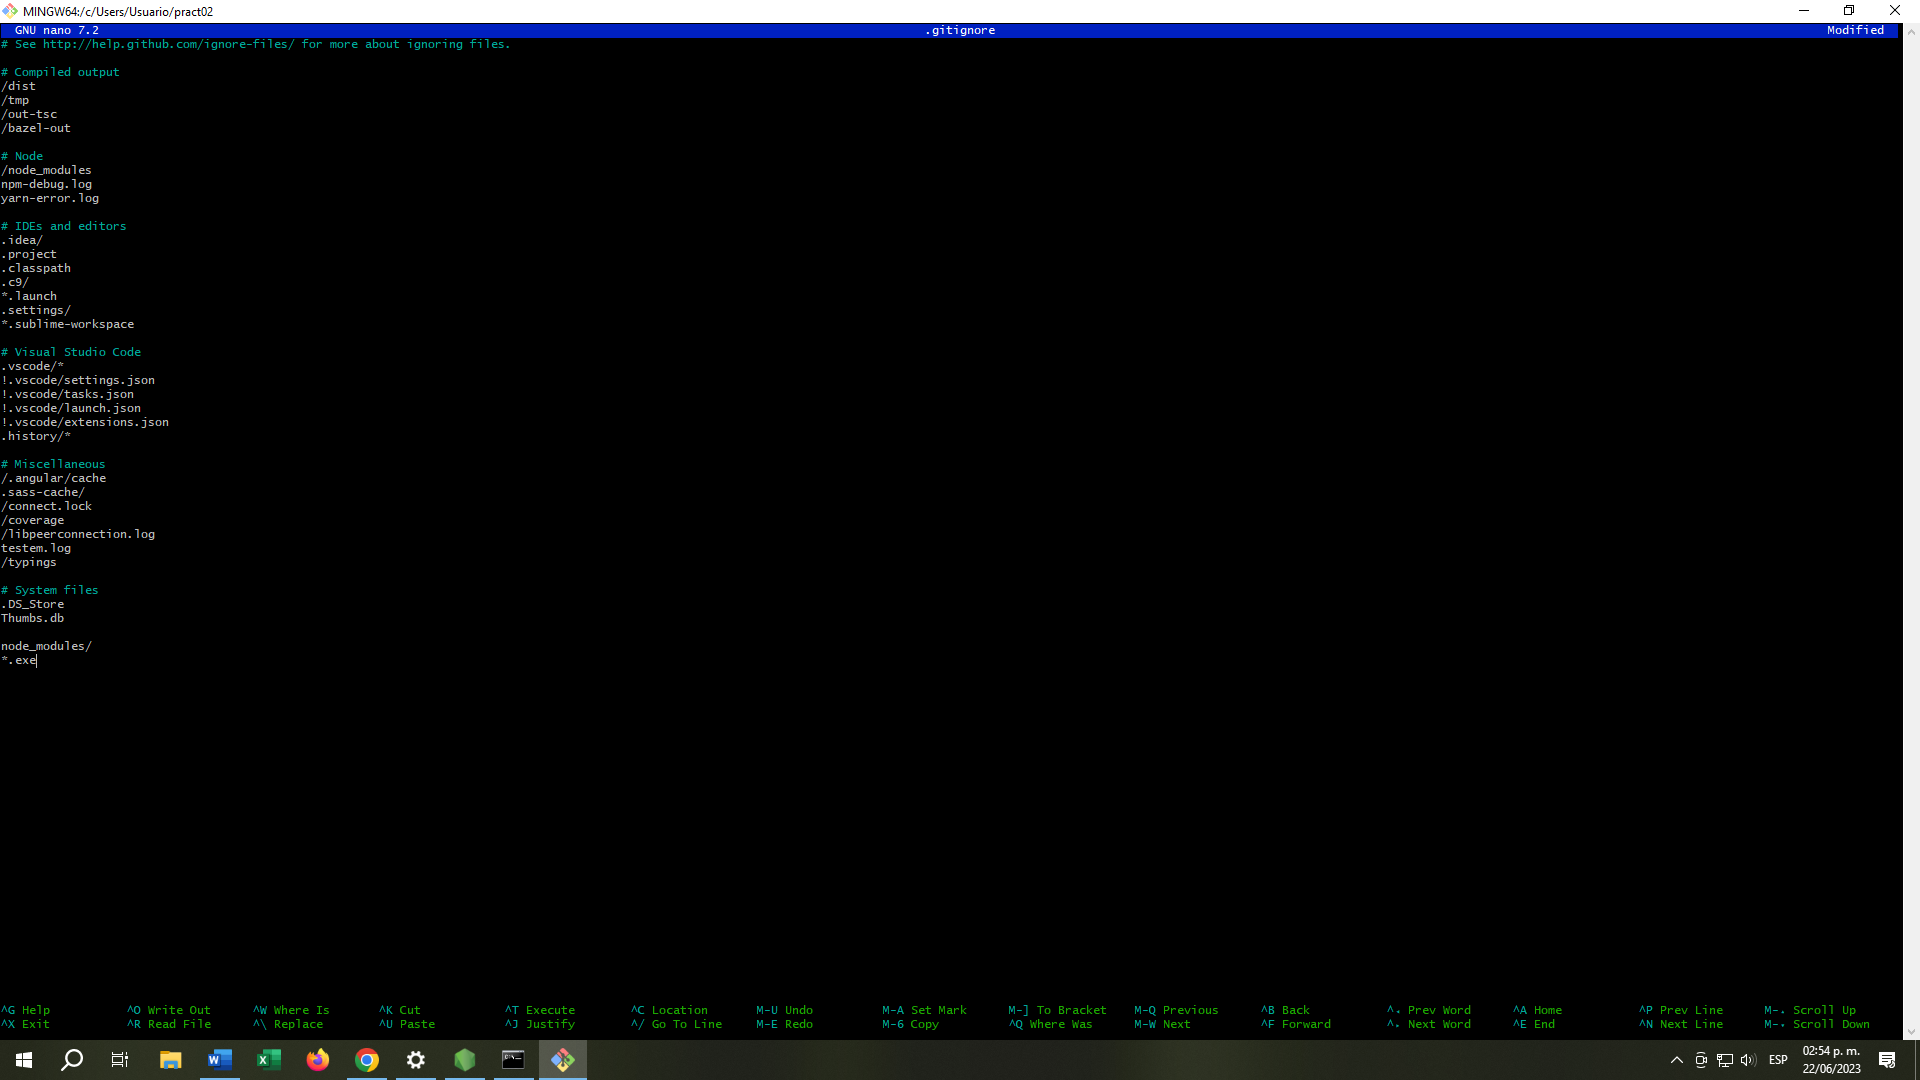 MINGW64:/c/Users/Usuario/pract02
GNU nano 7.2 .gitignore Modified
# See http://help.github.com/ignore-files/ for more about ignoring files.
# Compiled output
/dist
/tmp
/out-tsc
/bazel-out
# Node
/node_modules
npm-debug.log
yarn-error.log
# IDEs and editors
.idea/
.project
.classpath
.c9/
*.launch
.settings/
*.sublime-workspace
# Visual Studio Code
.vscode/*
!.vscode/settings.json
!.vscode/tasks.json
!.vscode/launch.json
!.vscode/extensions.json
.history/*
# Miscellaneous
/.angular/cache
.sass-cache/
/connect.lock
/coverage
/libpeerconnection.log
testem.log
/typings
# System files
.DS_Store
Thumbs.db
node_modules/
*.exe
^G Help ^O Write Out ^W Where Is ^K Cut ^T Execute ^C Location M-U Undo M-A Set Mark M-] To Bracket M-Q Previous ^B Back Prev Word ^A Home ^P Prev Line Scroll Up
^X Exit ^R Read File ^\ Replace ^U Paste ^J Justify ^/ Go To Line M-E Redo M-6 Copy ^Q Where Was M-W Next ^F Forward Next Word ^E End ^N Next Line Scroll Down
ESP
02:54 p. m.
22/06/2023